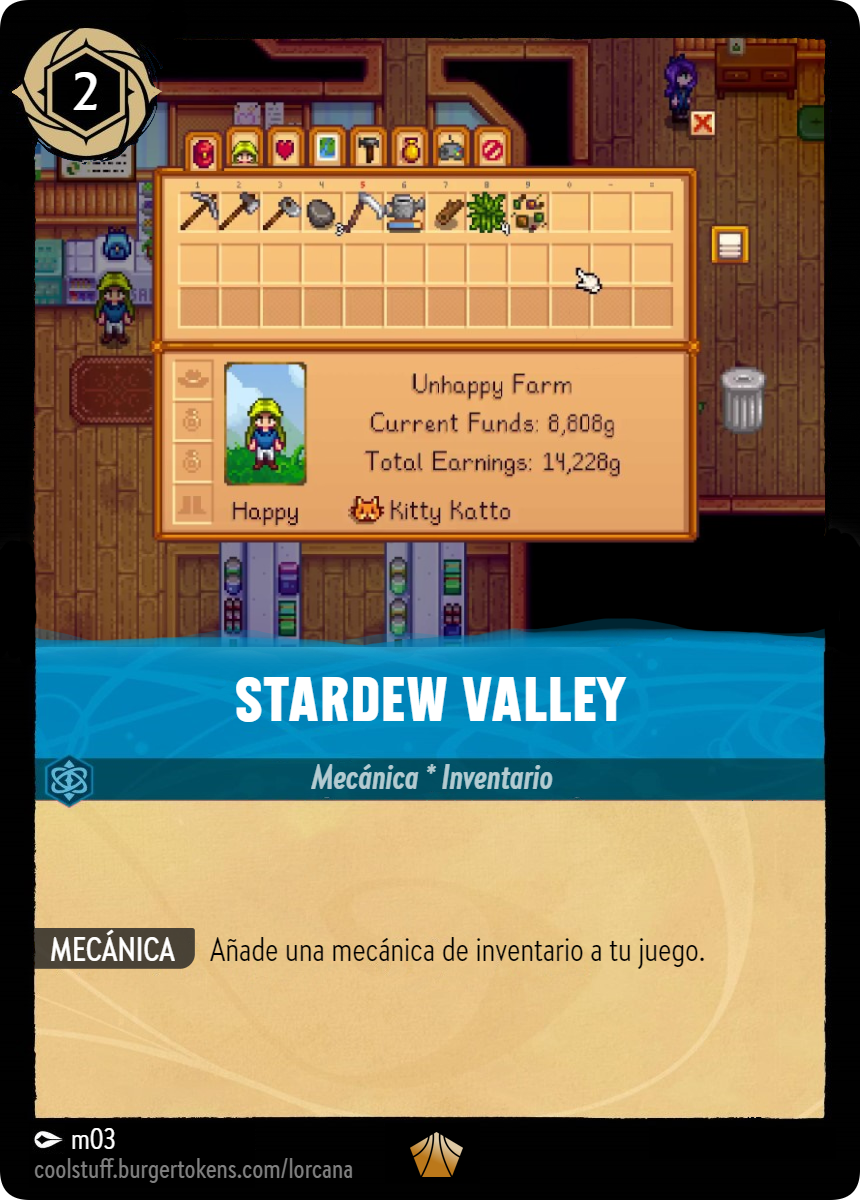 2
1 2 3 4 5 6 7 8 9 0 - =
Unhappy Farm
Current Funds: 8,808g
Total Earnings: 14,228g
Happy
Kitty Katto
STARDEW VALLEY
Mecánica * Inventario
MECÁNICA Añade una mecánica de inventario a tu juego.
m03
coolstuff.burgertokens.com/lorcana